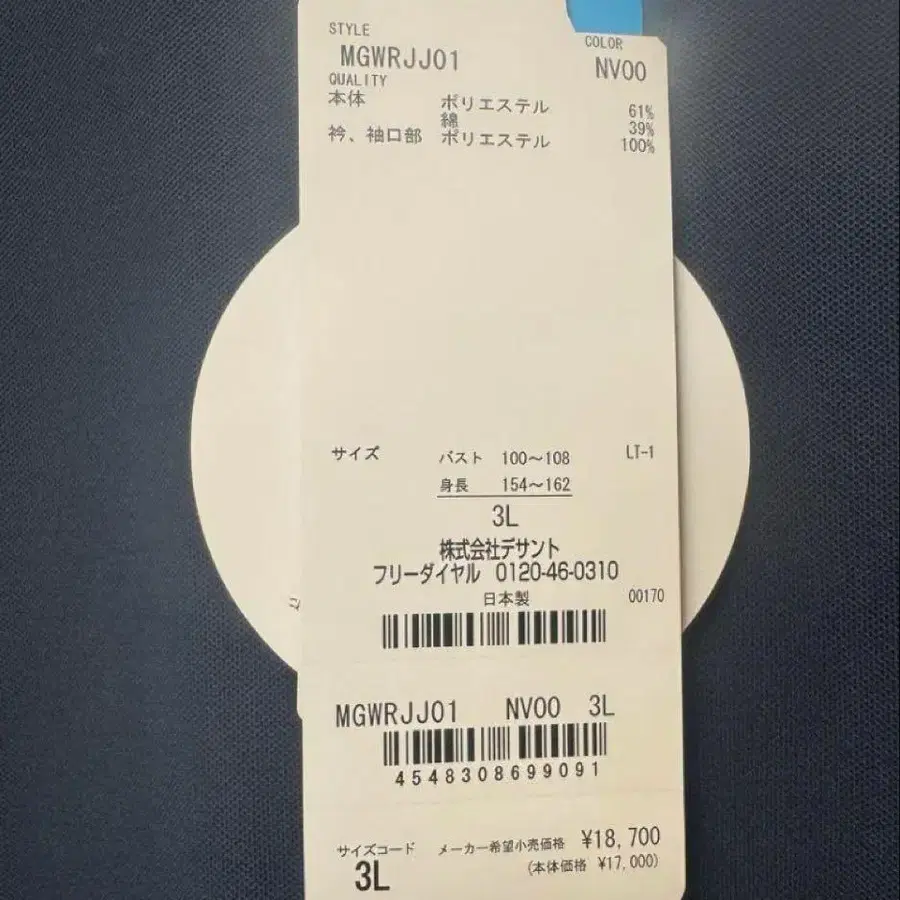 STYLE
COLOR
MGWRJJ01
NV00
QUALITY
本体 ポリエステル 61%
綿 39%
衿、袖口部 ポリエステル 100%
サイズ バスト 100〜108 LT-1
身長 154〜162
3L
株式会社デサント
フリーダイヤル 0120-46-0310
日本製 00170
MGWRJJ01 NV00 3L
4548308699091
サイズコード メーカー希望小売価格 ¥18,700
3L (本体価格 ¥17,000)